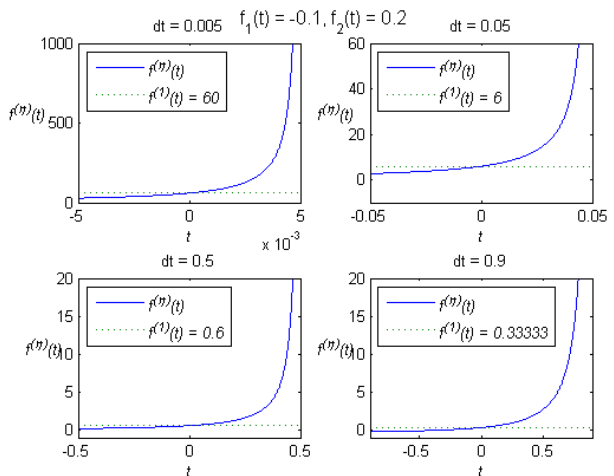 f₁(t) = -0.1, f₂(t) = 0.2
dt = 0.005
1000
500
0
f⁽ⁿ⁾(t)
f⁽ⁿ⁾(t)
f⁽¹⁾(t) = 60
-5
0
5
t
x 10⁻³
dt = 0.05
60
40
20
0
f⁽ⁿ⁾(t)
f⁽ⁿ⁾(t)
f⁽¹⁾(t) = 6
-0.05
0
0.05
t
dt = 0.5
20
15
10
5
0
f⁽ⁿ⁾(t)
f⁽ⁿ⁾(t)
f⁽¹⁾(t) = 0.6
-0.5
0
0.5
t
dt = 0.9
20
15
10
5
0
f⁽ⁿ⁾(t)
f⁽ⁿ⁾(t)
f⁽¹⁾(t) = 0.33333
-0.5
0
0.5
t